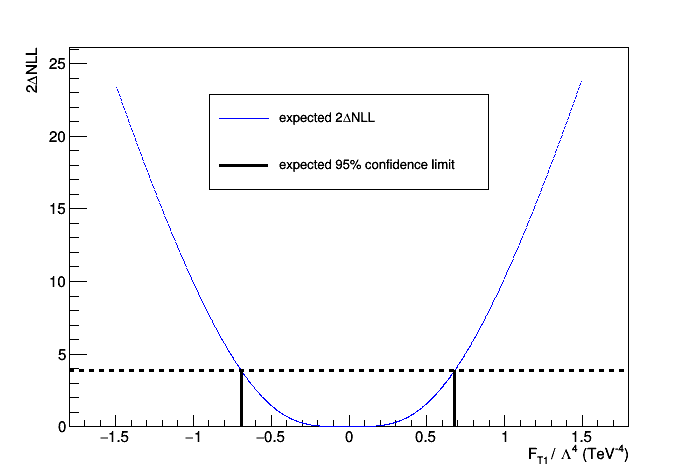 2ΔNLL
25
20
15
10
5
0
expected 2ΔNLL
expected 95% confidence limit
−1.5 −1 −0.5 0 0.5 1 1.5
F_T1 / Λ^4 (TeV^-4)